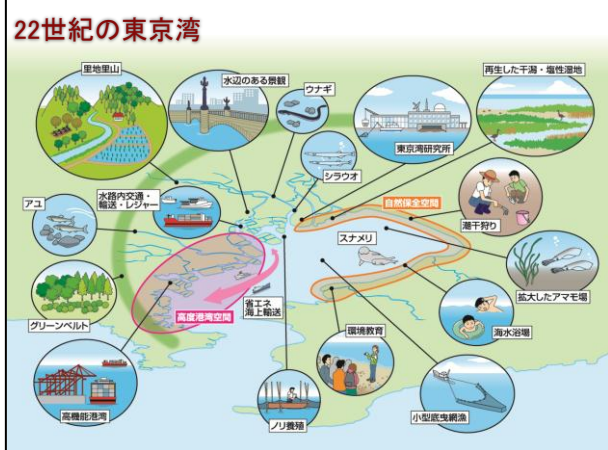 22世紀の東京湾
里地里山
水辺のある景観
ウナギ
シラウオ
東京湾研究所
再生した干潟・塩性湿地
アユ
水路内交通・
輸送・レジャー
自然保全空間
潮干狩り
スナメリ
拡大したアマモ場
グリーンベルト
高度港湾空間
省エネ
海上輸送
環境教育
海水浴場
高機能港湾
ノリ養殖
小型底曳網漁